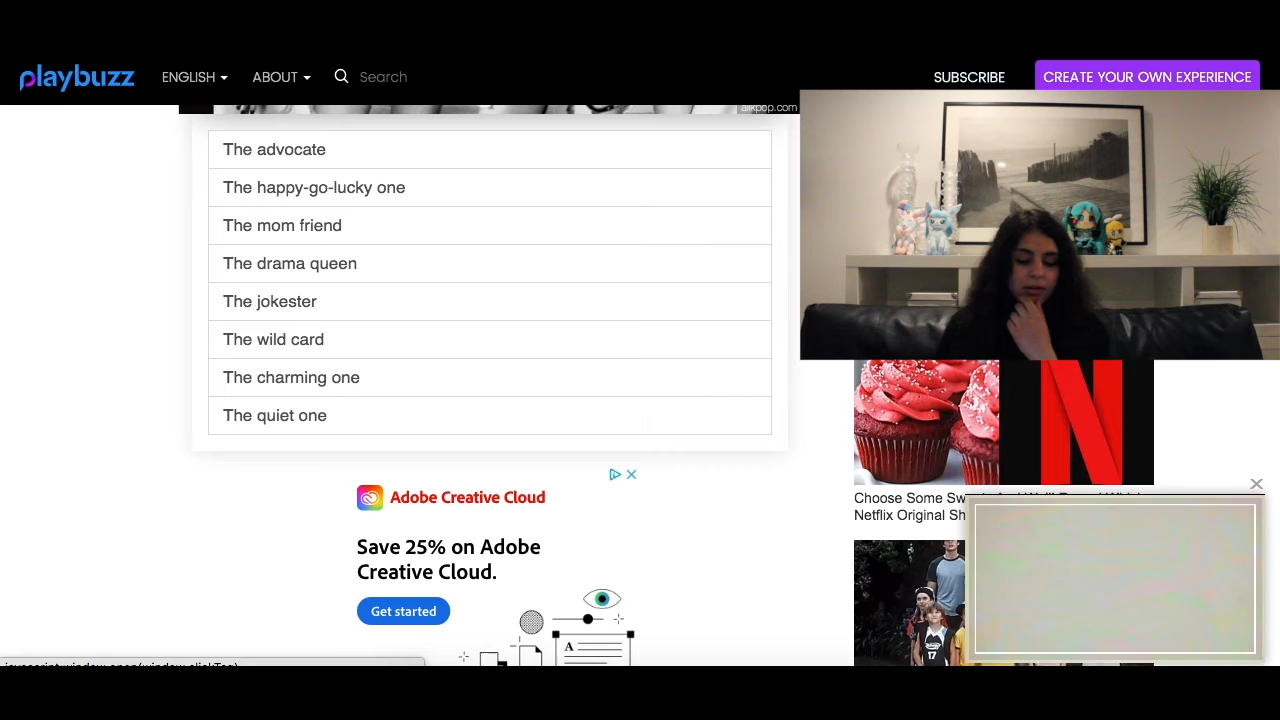 playbuzz
ENGLISH
ABOUT
Search
SUBSCRIBE
CREATE YOUR OWN EXPERIENCE
allkpop.com
The advocate
The happy-go-lucky one
The mom friend
The drama queen
The jokester
The wild card
The charming one
The quiet one
Adobe Creative Cloud
Save 25% on Adobe
Creative Cloud.
Get started
A
N
Choose Some
Netflix Original
17